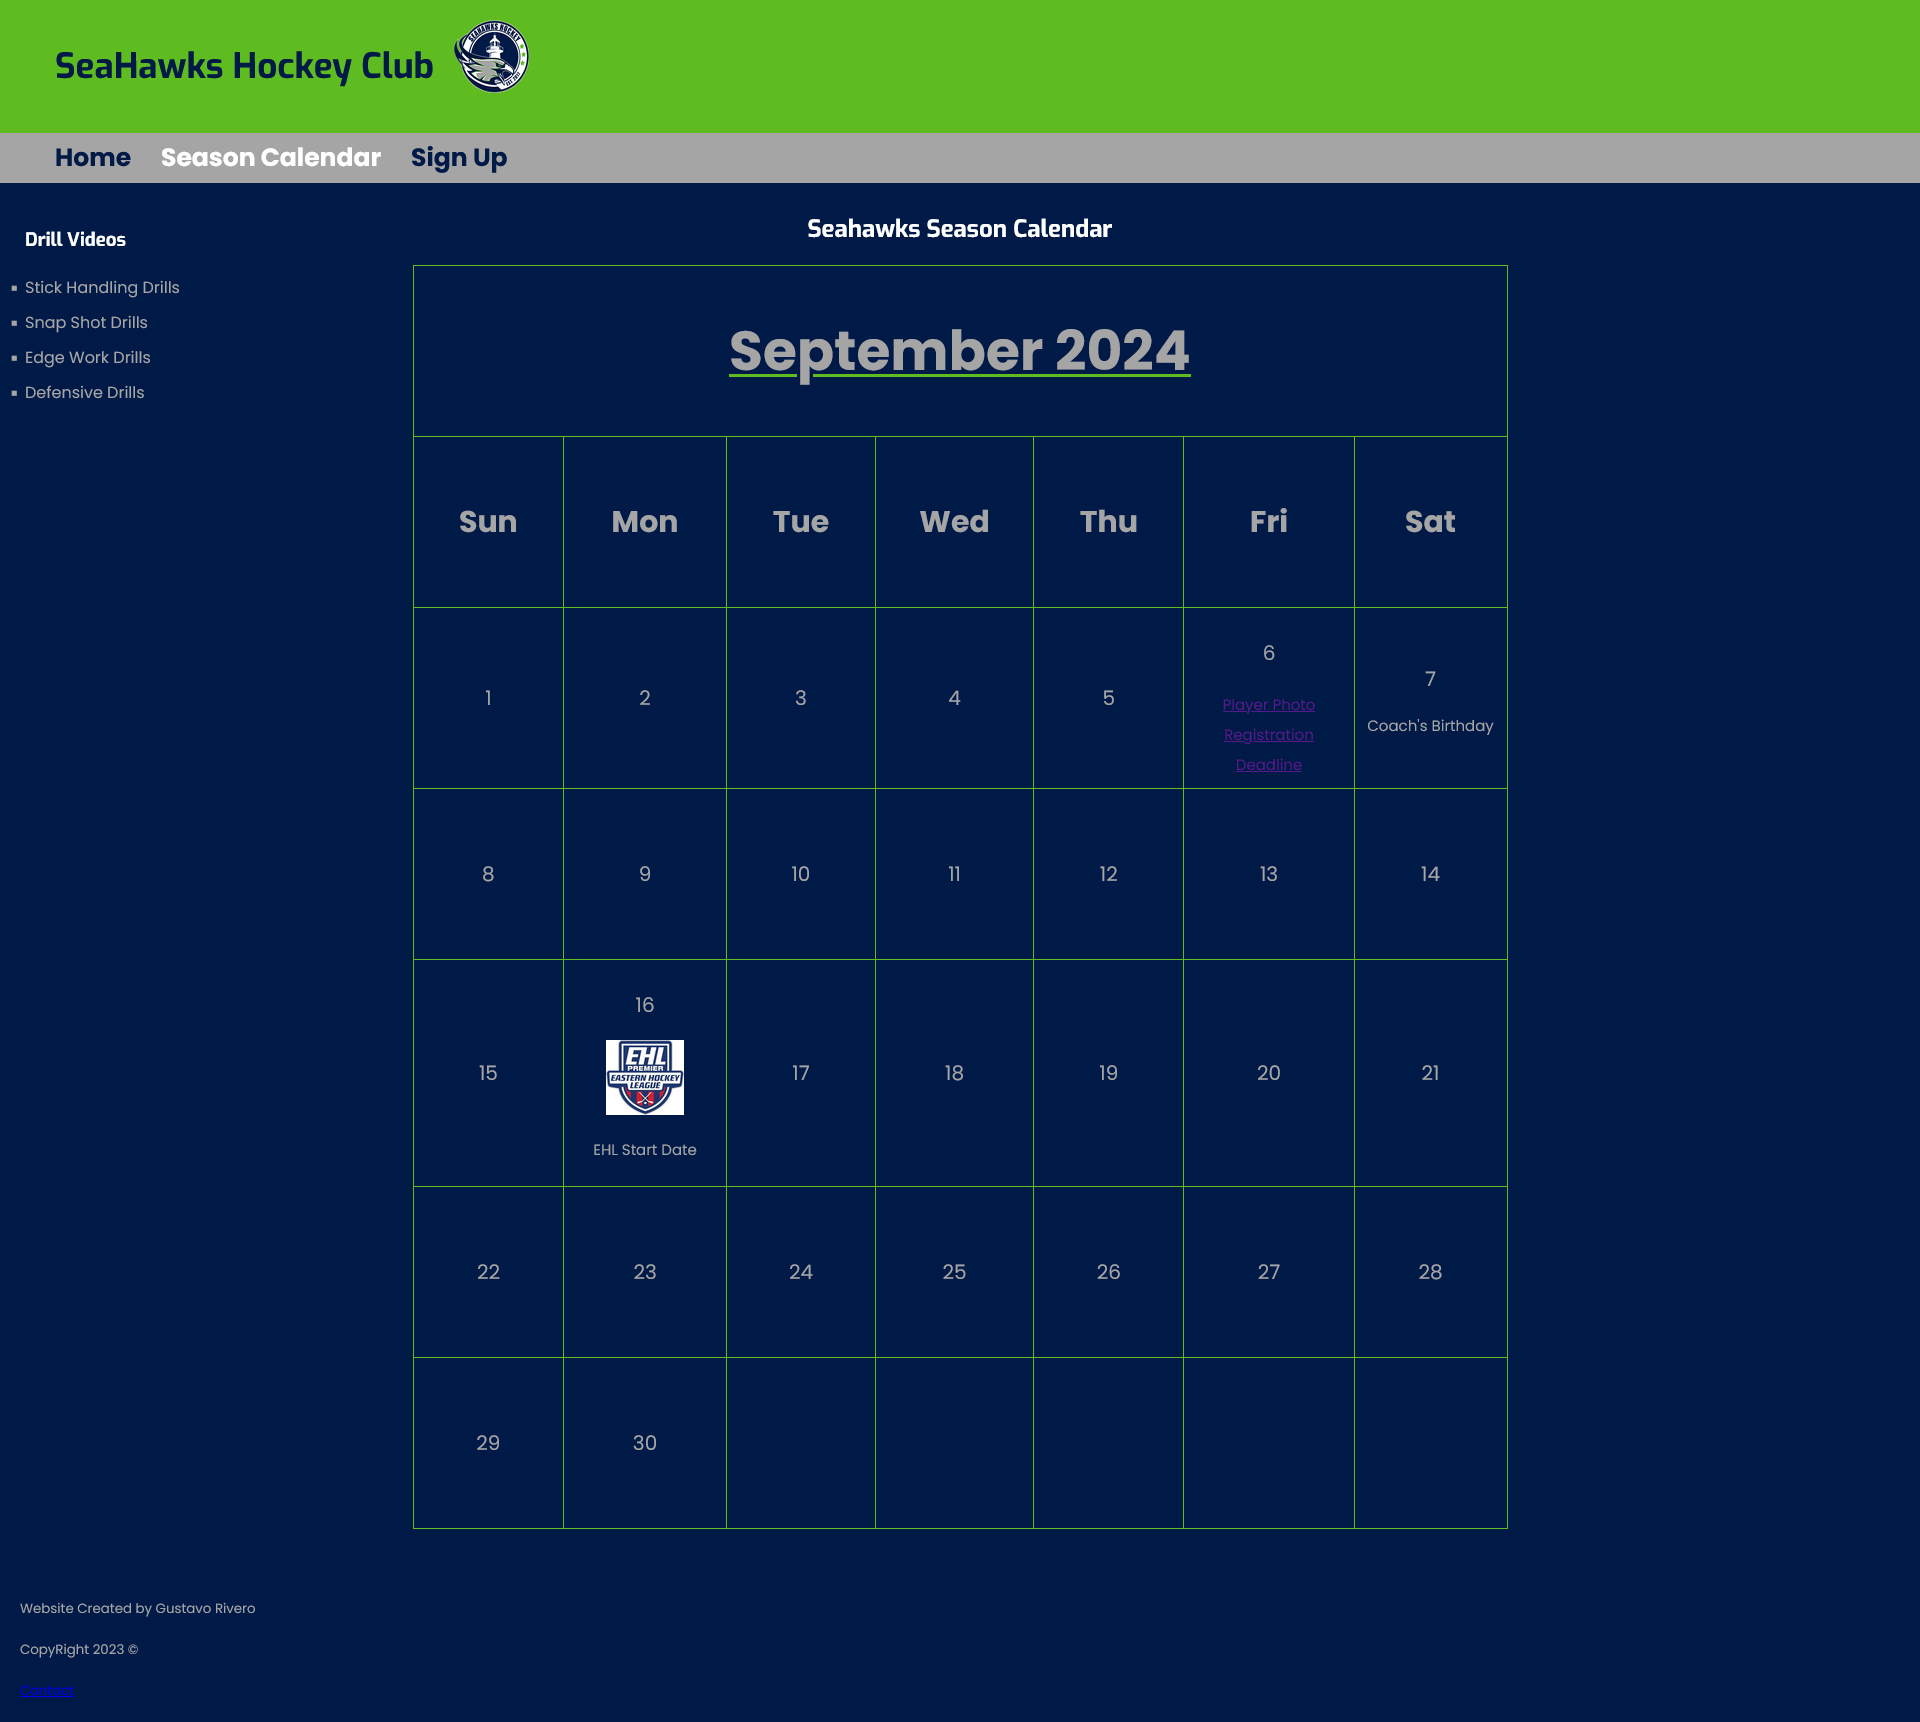 SeaHawks Hockey Club
SEAHAWKS HOCKEY
Home Season Calendar Sign Up
Drill Videos
Stick Handling Drills
Snap Shot Drills
Edge Work Drills
Defensive Drills
Seahawks Season Calendar
September 2024
Sun Mon Tue Wed Thu Fri Sat
1 2 3 4 5 6 7
Player Photo
Registration
Deadline
Coach's Birthday
8 9 10 11 12 13 14
15 16 17 18 19 20 21
EHL
PREMIER
EASTERN HOCKEY
LEAGUE
EHL Start Date
22 23 24 25 26 27 28
29 30
Website Created by Gustavo Rivero
CopyRight 2023 ©
Contact